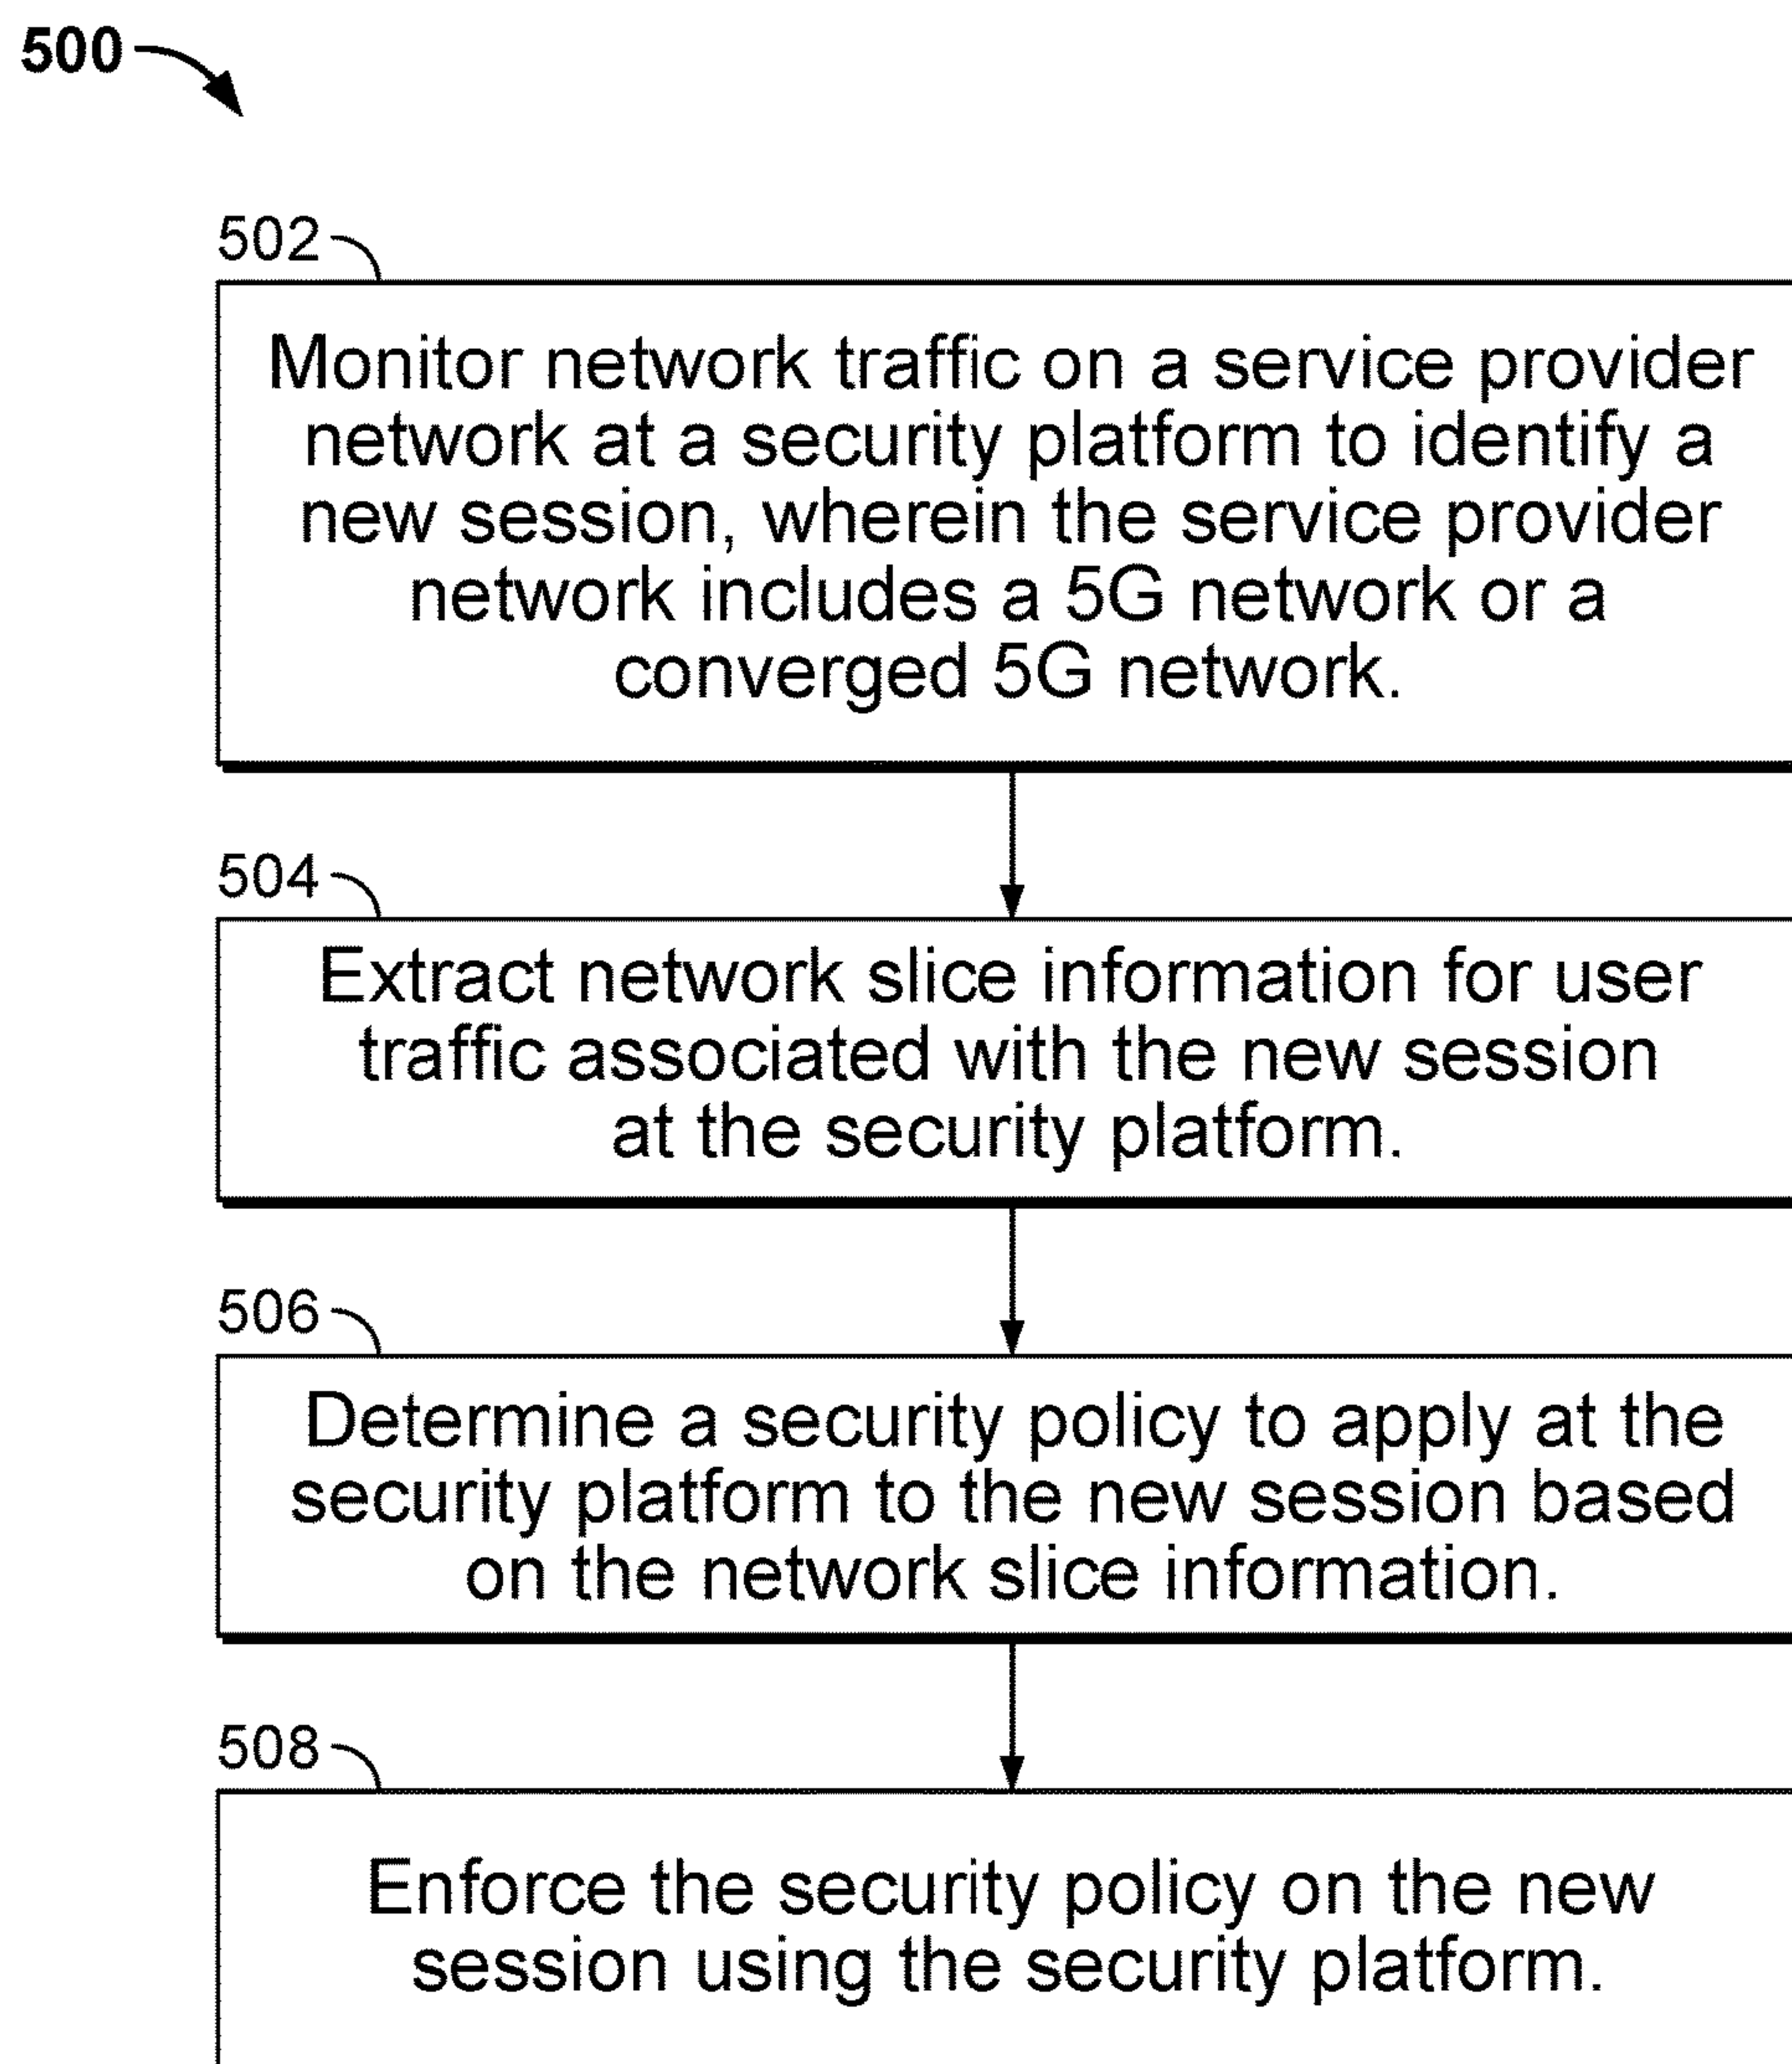 500
502
Monitor network traffic on a service provider
network at a security platform to identify a
new session, wherein the service provider
network includes a 5G network or a
converged 5G network.
504
Extract network slice information for user
traffic associated with the new session
at the security platform.
506
Determine a security policy to apply at the
security platform to the new session based
on the network slice information.
508
Enforce the security policy on the new
session using the security platform.